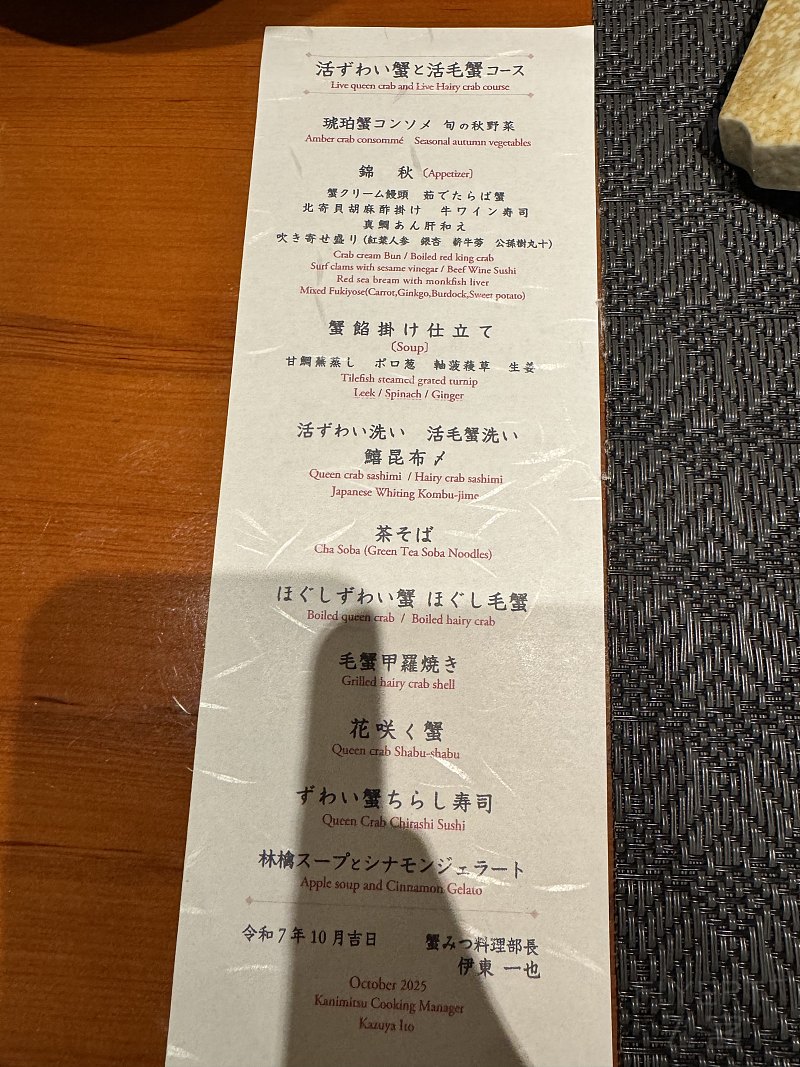 活ずわい蟹と活毛蟹コース
Live queen crab and Live Hairy crab course
琥珀蟹コンソメ 旬の秋野菜
Amber crab consommé Seasonal autumn vegetables
錦 秋 〔Appetizer〕
蟹クリーム饅頭 茹でたらば蟹
北寄貝胡麻酢掛け 牛ワイン寿司
真鯛あん肝和え
吹き寄せ盛り(紅葉人参 銀杏 新牛蒡 公孫樹丸十)
Crab cream Bun / Boiled red king crab
Surf clams with sesame vinegar / Beef Wine Sushi
Red sea bream with monkfish liver
Mixed Fukiyose(Carrot,Ginkgo,Burdock,Sweet potato)
蟹餡掛け仕立て
〔Soup〕
甘鯛蕪蒸し ポロ葱 軸菠薐草 生姜
Tilefish steamed grated turnip
Leek / Spinach / Ginger
活ずわい洗い 活毛蟹洗い
鱚昆布〆
Queen crab sashimi / Hairy crab sashimi
Japanese Whiting Kombu-jime
茶そば
Cha Soba (Green Tea Soba Noodles)
ほぐしずわい蟹 ほぐし毛蟹
Boiled queen crab / Boiled hairy crab
毛蟹甲羅焼き
Grilled hairy crab shell
花咲く蟹
Queen crab Shabu-shabu
ずわい蟹ちらし寿司
Queen Crab Chirashi Sushi
林檎スープとシナモンジェラート
Apple soup and Cinnamon Gelato
令和7年10月吉日 蟹みつ料理部長
伊東 一也
October 2025
Kanimitsu Cooking Manager
Kazuya Ito